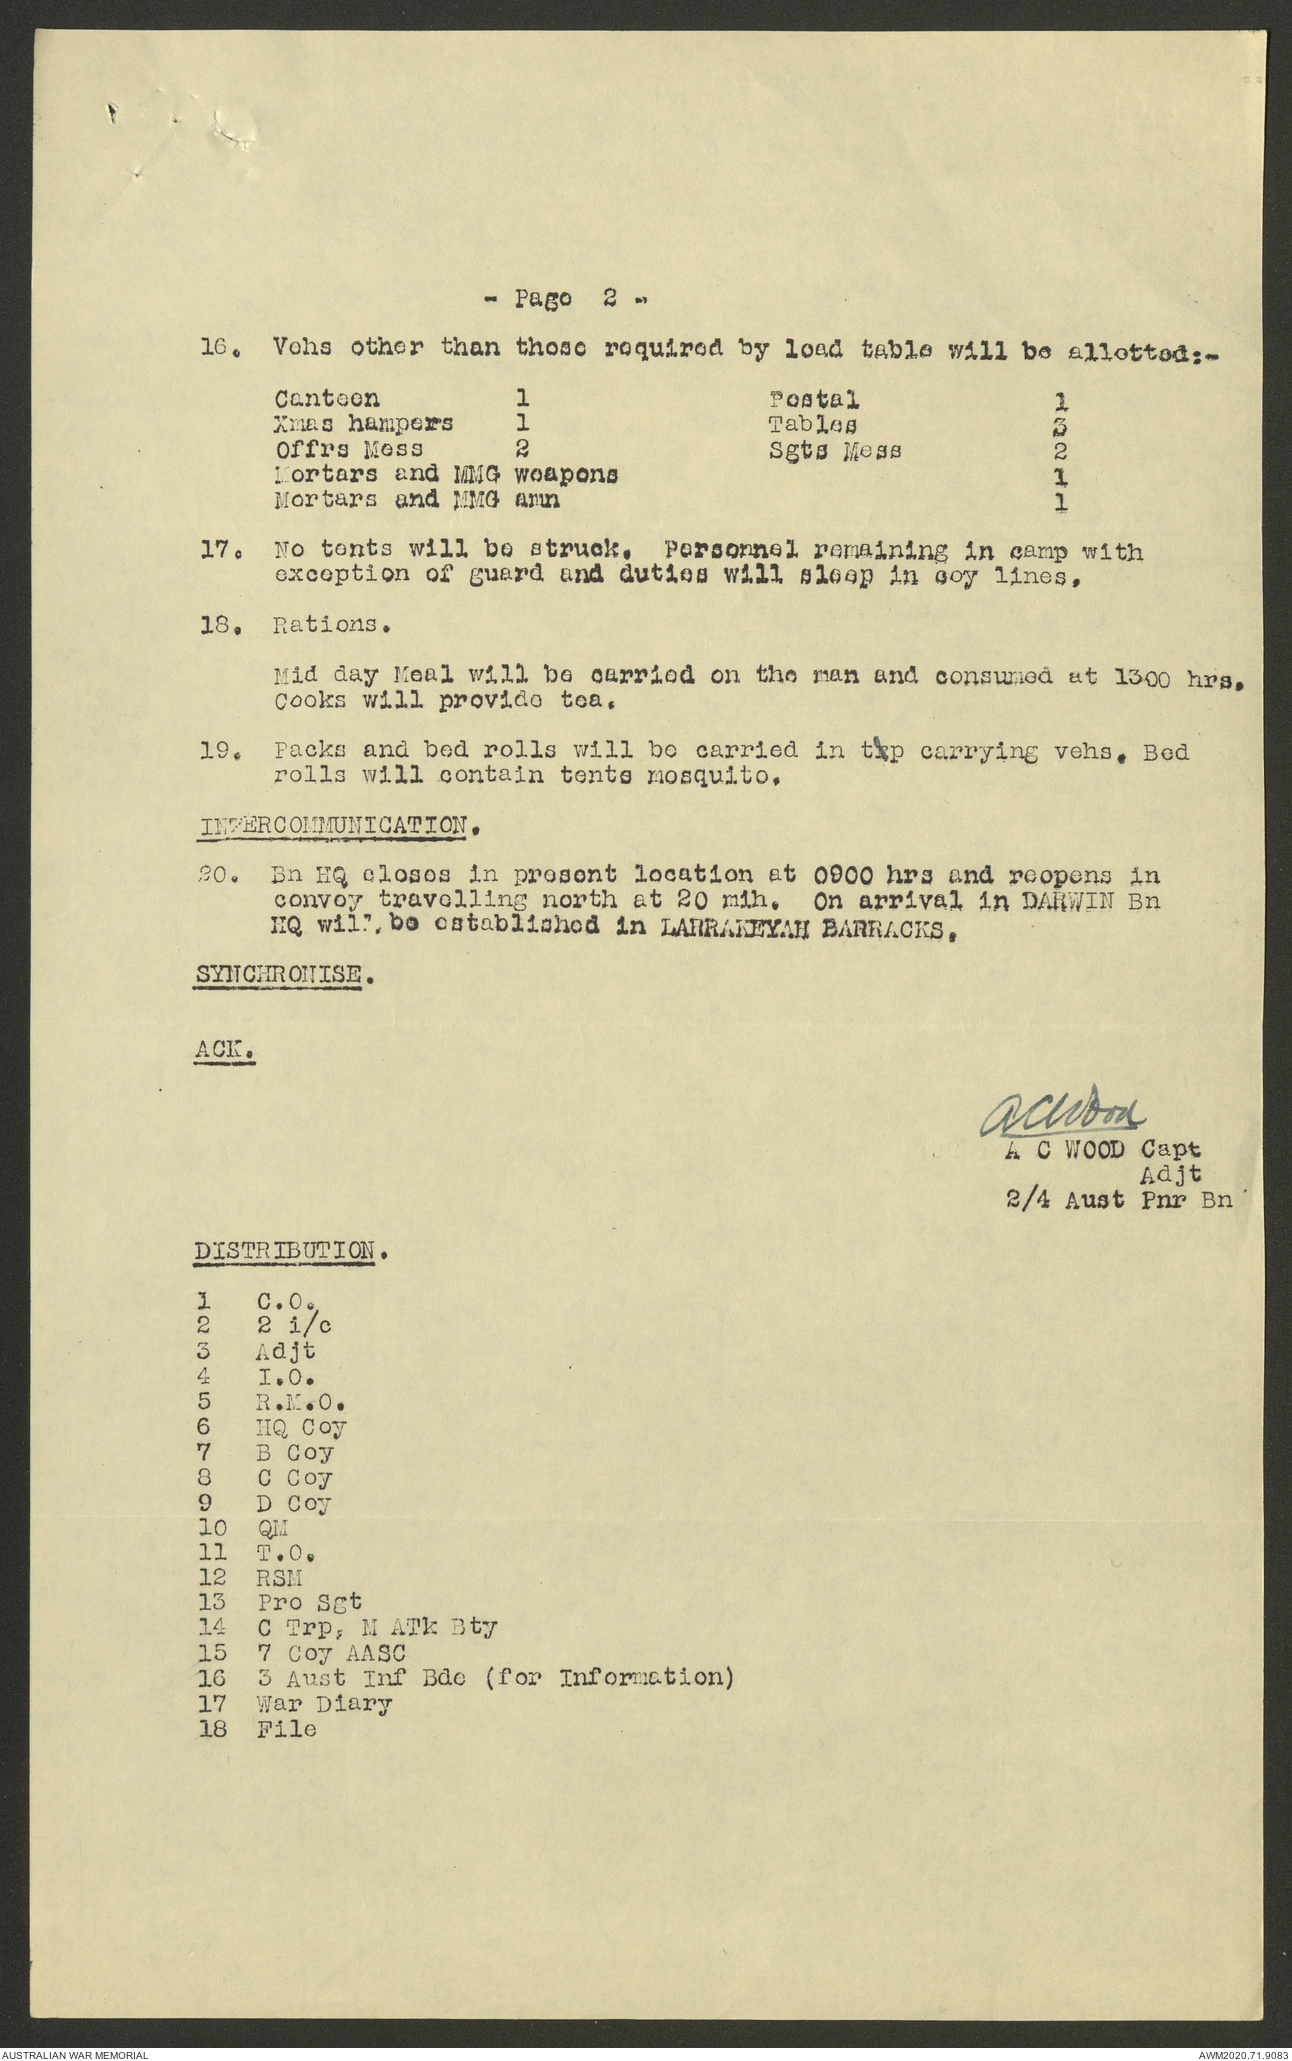 - Page 2 -
16. Vehs other than those required by load table will be allotted:-
Canteen 1 Postal 1
Xmas hampers 1 Tables 3
Offrs Mess 2 Sgts Mess 2
Mortars and MMG weapons 1
Mortars and MMG amn 1
17. No tents will be struck. Personnel remaining in camp with
exception of guard and duties will sleep in coy lines.
18. Rations.
Mid day Meal will be carried on the man and consumed at 1300 hrs.
Cooks will provide tea.
19. Packs and bed rolls will be carried in tp carrying vehs. Bed
rolls will contain tents mosquito.
INTERCOMMUNICATION.
20. Bn HQ closes in present location at 0900 hrs and reopens in
convoy travelling north at 20 mih. On arrival in DARWIN Bn
HQ will be established in LARRAKEYAH BARRACKS.
SYNCHRONISE.
ACK.
ACWood
A C WOOD Capt
Adjt
2/4 Aust Pnr Bn
DISTRIBUTION.
1 C.O.
2 2 i/c
3 Adjt
4 I.O.
5 R.M.O.
6 HQ Coy
7 B Coy
8 C Coy
9 D Coy
10 QM
11 T.O.
12 RSM
13 Pro Sgt
14 C Trp, M ATk Bty
15 7 Coy AASC
16 3 Aust Inf Bde (for Information)
17 War Diary
18 File
AUSTRALIAN WAR MEMORIAL AWM2020.71.9083